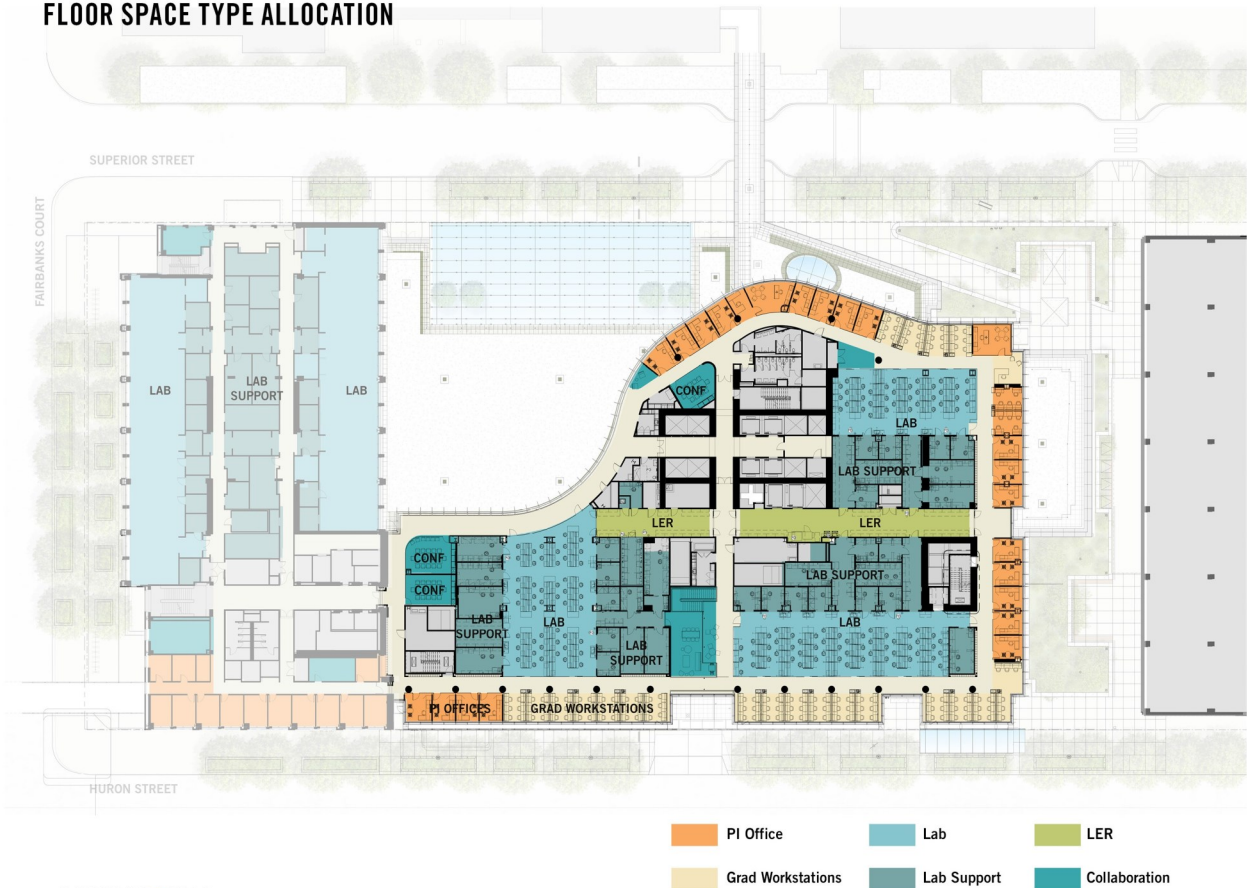 FLOOR SPACE TYPE ALLOCATION
SUPERIOR STREET
FAIRBANKS COURT
LAB
LAB
SUPPORT
LAB
CONF
LAB
LAB SUPPORT
LER
LER
CONF
CONF
LAB SUPPORT
LAB
SUPPORT
LAB
LAB
SUPPORT
LAB
PI OFFICES
GRAD WORKSTATIONS
HURON STREET
PI Office
Lab
LER
Grad Workstations
Lab Support
Collaboration